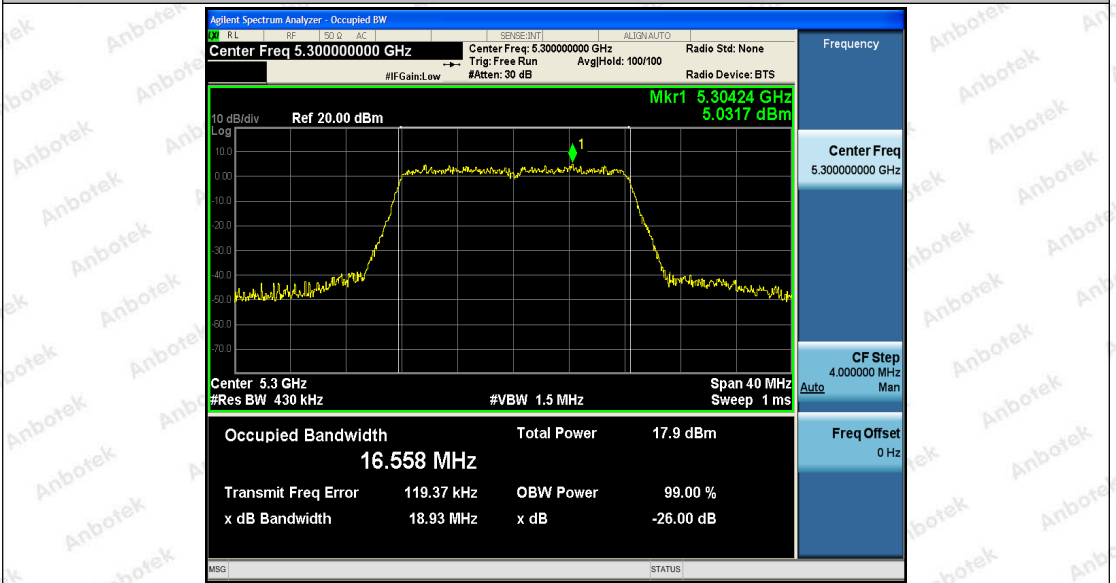 Agilent Spectrum Analyzer - Occupied BW
RL RF 50 Ω AC SENSE:INT ALIGN AUTO
Center Freq 5.300000000 GHz
Center Freq: 5.300000000 GHz Radio Std: None
Trig: Free Run Avg|Hold: 100/100
#IFGain:Low #Atten: 30 dB Radio Device: BTS
Mkr1 5.30424 GHz
5.0317 dBm
10 dB/div Ref 20.00 dBm
Log
10.0
0.00
-10.0
-20.0
-30.0
-40.0
-50.0
-60.0
-70.0
1
Center 5.3 GHz Span 40 MHz
#Res BW 430 kHz #VBW 1.5 MHz Sweep 1 ms
Occupied Bandwidth Total Power 17.9 dBm
16.558 MHz
Transmit Freq Error 119.37 kHz OBW Power 99.00 %
x dB Bandwidth 18.93 MHz x dB -26.00 dB
MSG STATUS
Frequency
Center Freq
5.300000000 GHz
CF Step
4.000000 MHz
Auto Man
Freq Offset
0 Hz
Anbotek